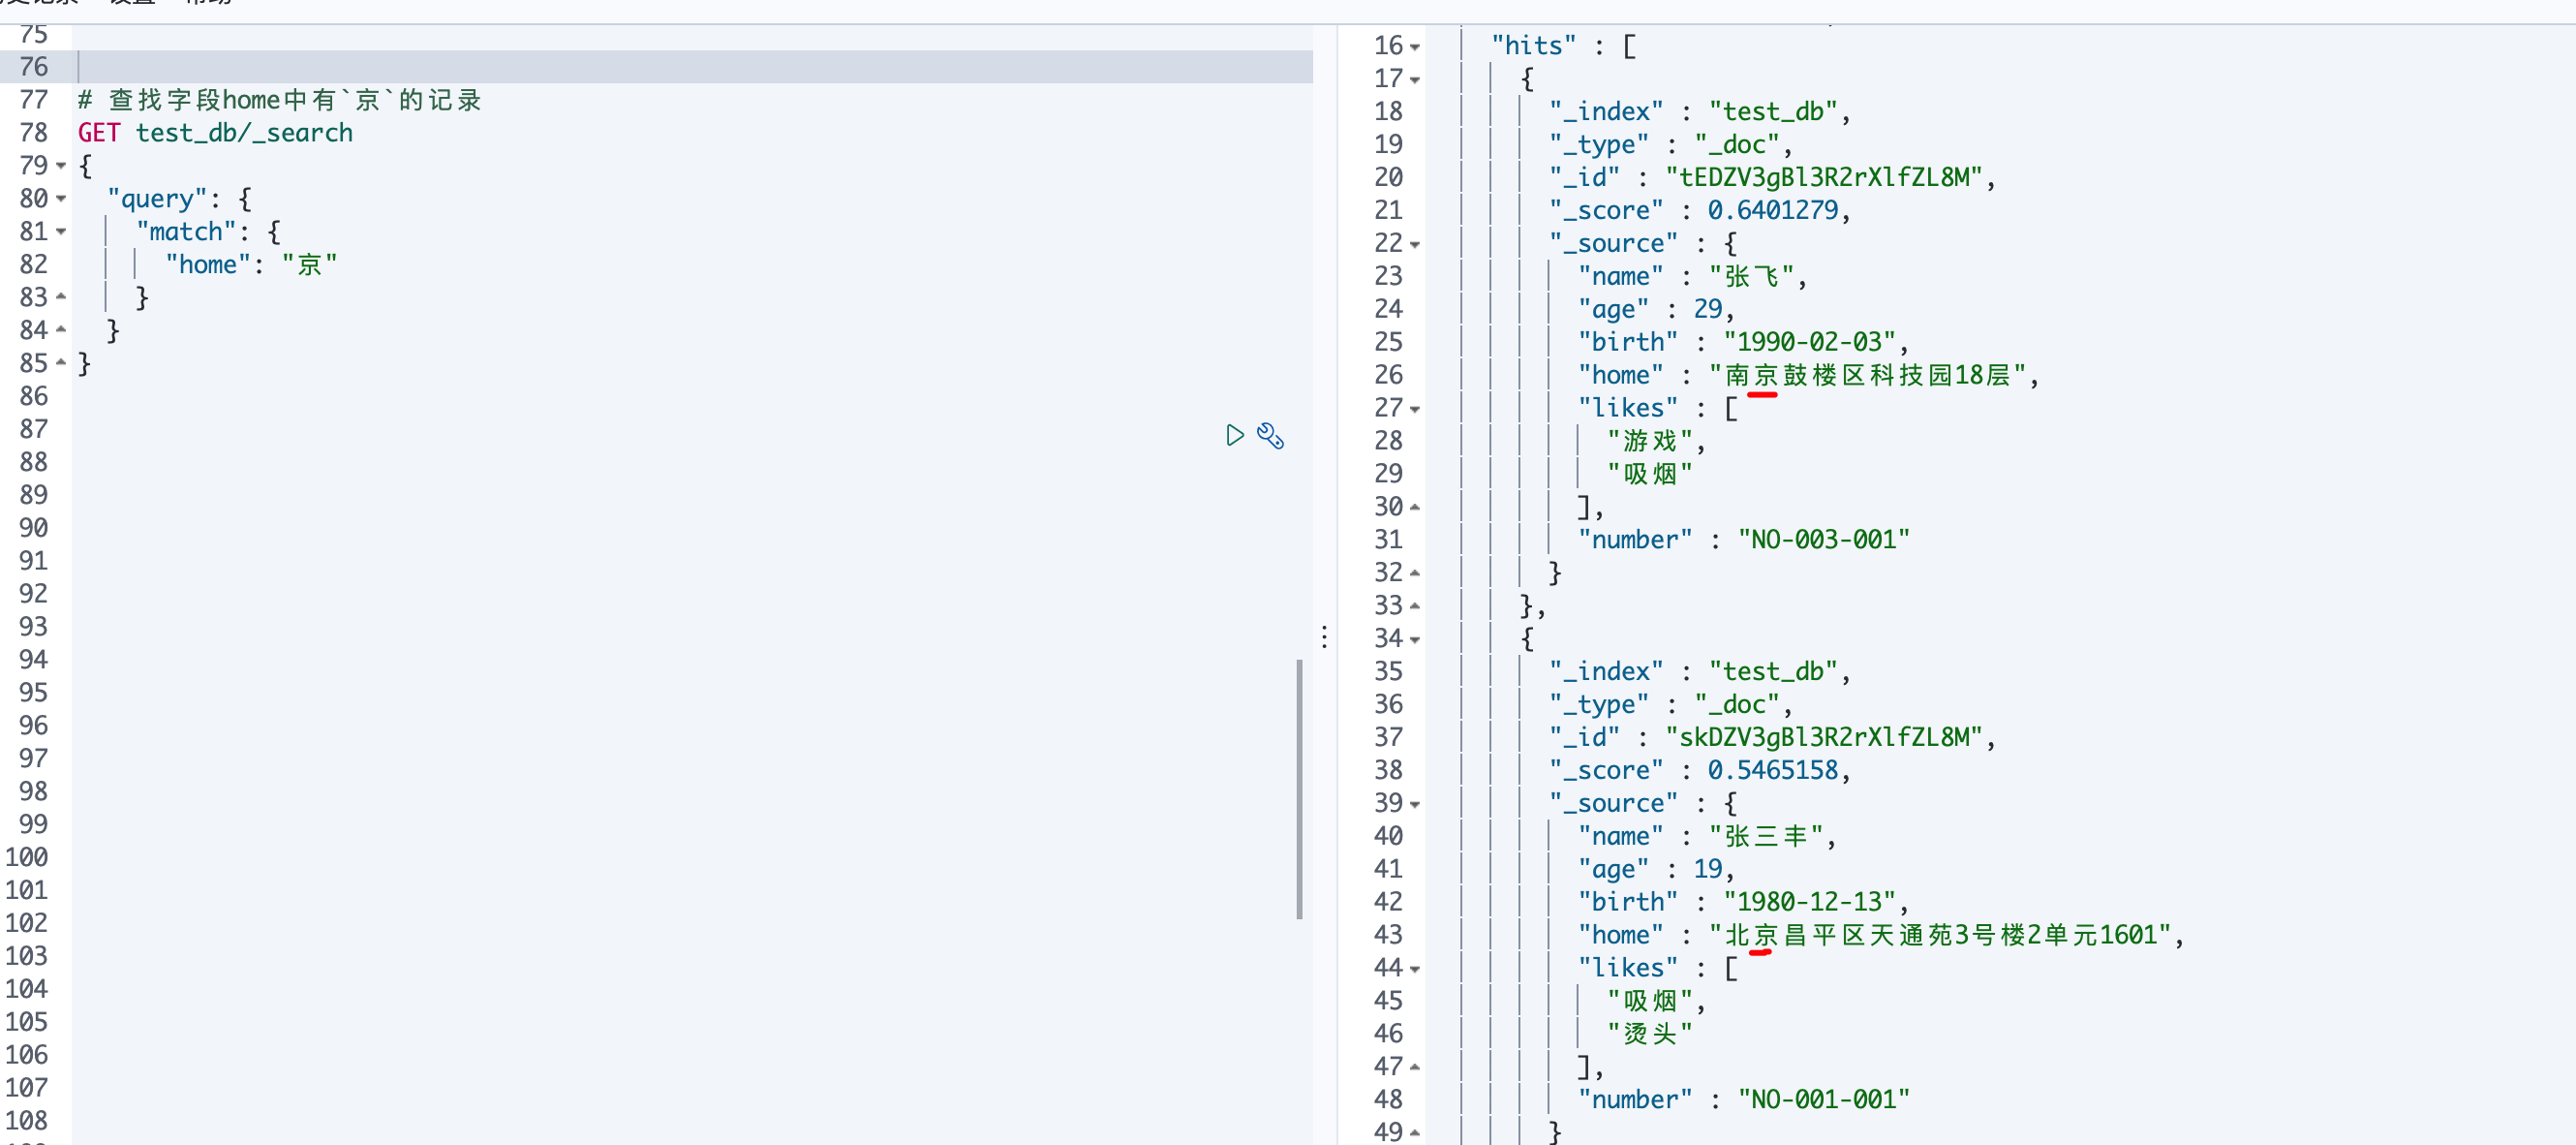 75
76
77 # 查找字段home中有`京`的记录
78 GET test_db/_search
79 {
80 "query": {
81 "match": {
82 "home": "京"
83 }
84 }
85 }
86
87
88
89
90
91
92
93
94
95
96
97
98
99
100
101
102
103
104
105
106
107
108
16 "hits" : [
17 {
18 "_index" : "test_db",
19 "_type" : "_doc",
20 "_id" : "tEDZV3gBl3R2rXlfZL8M",
21 "_score" : 0.6401279,
22 "_source" : {
23 "name" : "张飞",
24 "age" : 29,
25 "birth" : "1990-02-03",
26 "home" : "南京鼓楼区科技园18层",
27 "likes" : [
28 "游戏",
29 "吸烟"
30 ],
31 "number" : "NO-003-001"
32 }
33 },
34 {
35 "_index" : "test_db",
36 "_type" : "_doc",
37 "_id" : "skDZV3gBl3R2rXlfZL8M",
38 "_score" : 0.5465158,
39 "_source" : {
40 "name" : "张三丰",
41 "age" : 19,
42 "birth" : "1980-12-13",
43 "home" : "北京昌平区天通苑3号楼2单元1601",
44 "likes" : [
45 "吸烟",
46 "烫头"
47 ],
48 "number" : "NO-001-001"
49 }